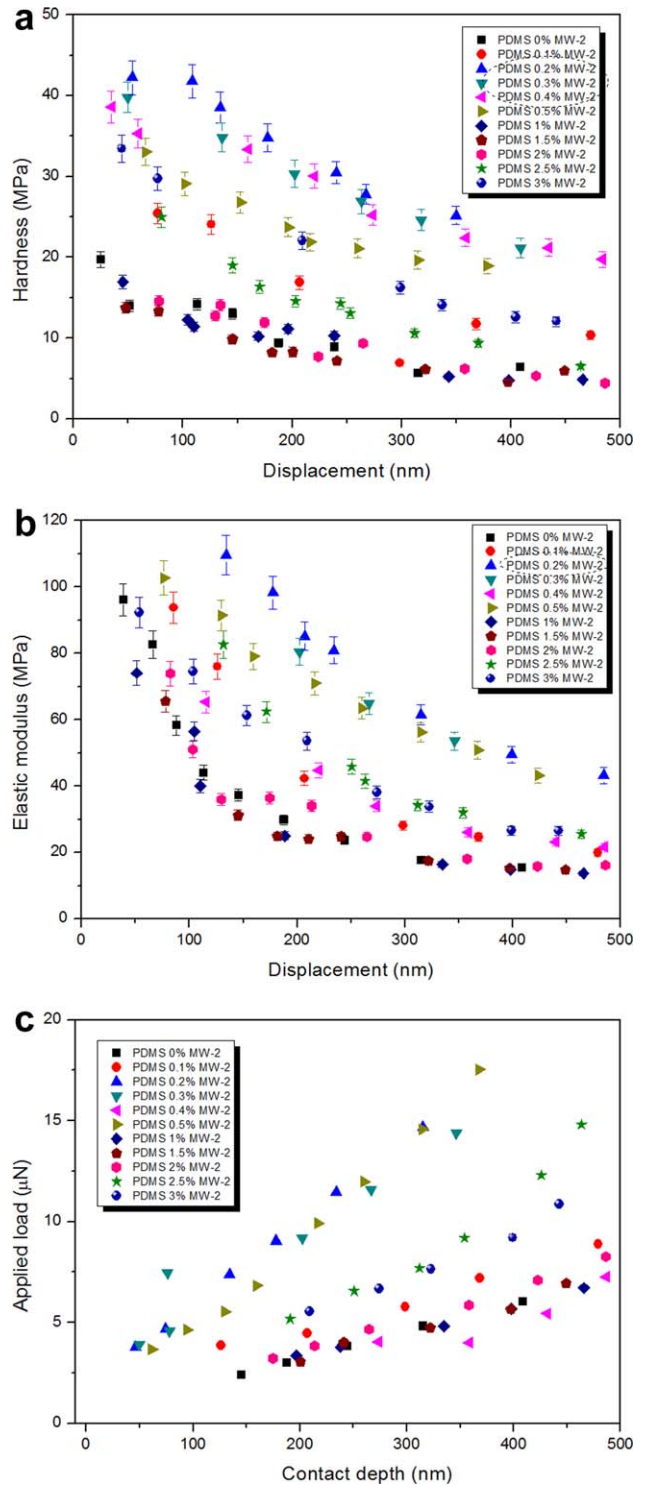 a
50
40
30
20
10
0
Hardness (MPa)
PDMS 0% MW-2
PDMS 0.1% MW-2
PDMS 0.2% MW-2
PDMS 0.3% MW-2
PDMS 0.4% MW-2
PDMS 0.5% MW-2
PDMS 1% MW-2
PDMS 1.5% MW-2
PDMS 2% MW-2
PDMS 2.5% MW-2
PDMS 3% MW-2
0 100 200 300 400 500
Displacement (nm)
b
120
100
80
60
40
20
0
Elastic modulus (MPa)
PDMS 0% MW-2
PDMS 0.1% MW-2
PDMS 0.2% MW-2
PDMS 0.3% MW-2
PDMS 0.4% MW-2
PDMS 0.5% MW-2
PDMS 1% MW-2
PDMS 1.5% MW-2
PDMS 2% MW-2
PDMS 2.5% MW-2
PDMS 3% MW-2
0 100 200 300 400 500
Displacement (nm)
c
20
15
10
5
0
Applied load (μN)
PDMS 0% MW-2
PDMS 0.1% MW-2
PDMS 0.2% MW-2
PDMS 0.3% MW-2
PDMS 0.4% MW-2
PDMS 0.5% MW-2
PDMS 1% MW-2
PDMS 1.5% MW-2
PDMS 2% MW-2
PDMS 2.5% MW-2
PDMS 3% MW-2
0 100 200 300 400 500
Contact depth (nm)